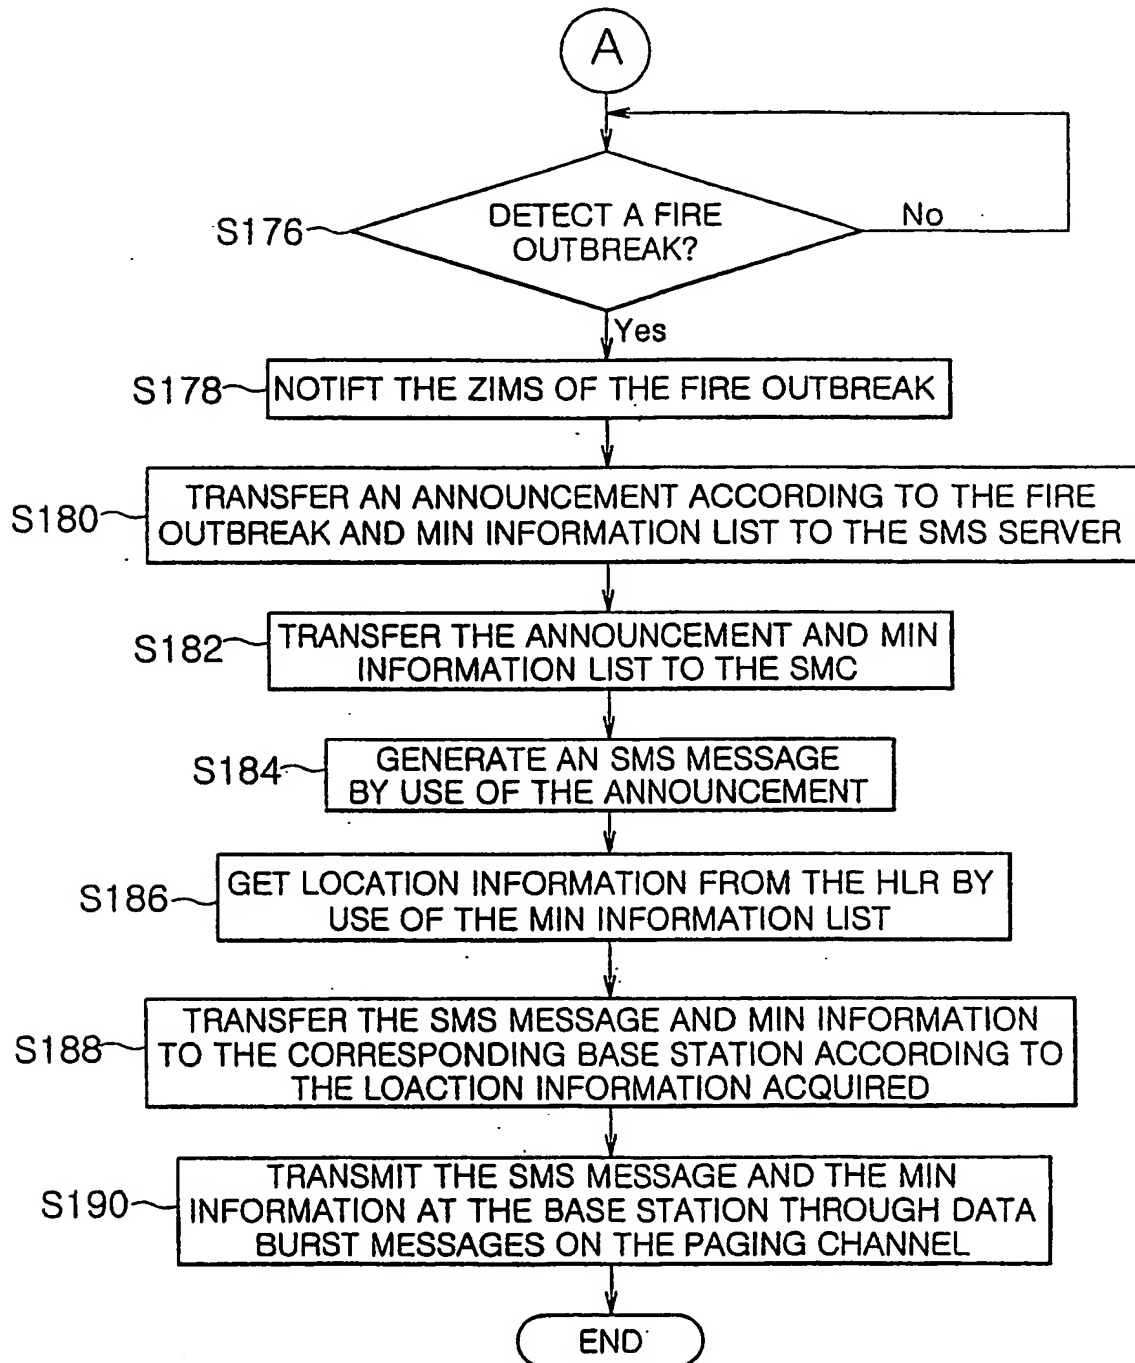 A
S176
DETECT A FIRE
OUTBREAK?
No
Yes
S178
NOTIFT THE ZIMS OF THE FIRE OUTBREAK
S180
TRANSFER AN ANNOUNCEMENT ACCORDING TO THE FIRE
OUTBREAK AND MIN INFORMATION LIST TO THE SMS SERVER
S182
TRANSFER THE ANNOUNCEMENT AND MIN
INFORMATION LIST TO THE SMC
S184
GENERATE AN SMS MESSAGE
BY USE OF THE ANNOUNCEMENT
S186
GET LOCATION INFORMATION FROM THE HLR BY
USE OF THE MIN INFORMATION LIST
S188
TRANSFER THE SMS MESSAGE AND MIN INFORMATION
TO THE CORRESPONDING BASE STATION ACCORDING TO
THE LOACTION INFORMATION ACQUIRED
S190
TRANSMIT THE SMS MESSAGE AND THE MIN
INFORMATION AT THE BASE STATION THROUGH DATA
BURST MESSAGES ON THE PAGING CHANNEL
END